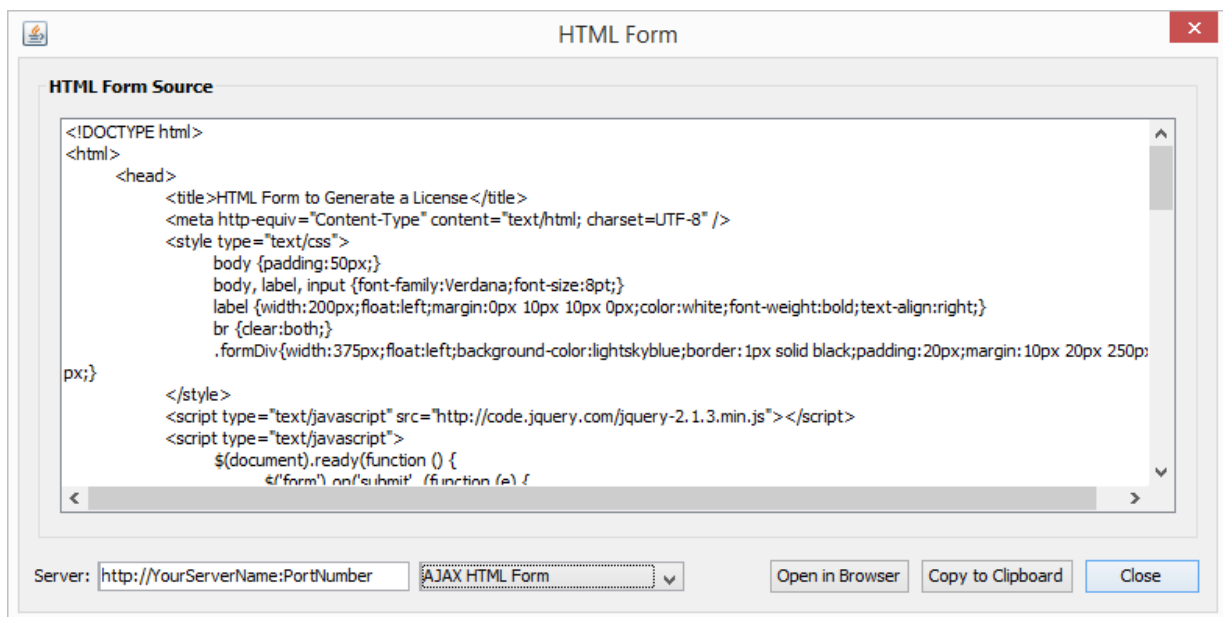 HTML Form
HTML Form Source
<!DOCTYPE html>
<html>
<head>
<title>HTML Form to Generate a License</title>
<meta http-equiv="Content-Type" content="text/html; charset=UTF-8" />
<style type="text/css">
body {padding:50px;}
body, label, input {font-family:Verdana;font-size:8pt;}
label {width:200px;float:left;margin:0px 10px 10px 0px;color:white;font-weight:bold;text-align:right;}
br {clear:both;}
.formDiv{width:375px;float:left;background-color:lightskyblue;border:1px solid black;padding:20px;margin:10px 20px 250px
px;}
</style>
<script type="text/javascript" src="http://code.jquery.com/jquery-2.1.3.min.js"></script>
<script type="text/javascript">
$(document).ready(function () {
$('form').on('submit', (function (e) {
Server: http://YourServerName:PortNumber AJAX HTML Form Open in Browser Copy to Clipboard Close